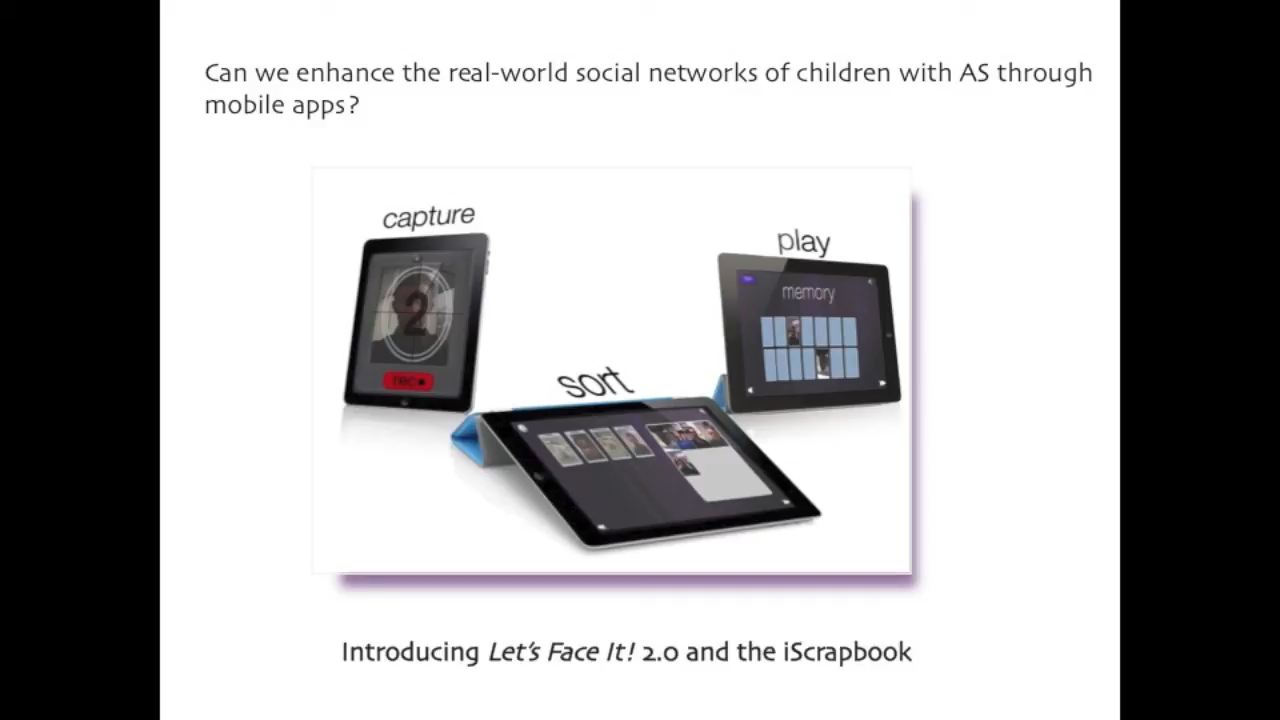 Can we enhance the real-world social networks of children with AS through
mobile apps?
capture
play
memory
2
rec
sort
Introducing Let's Face It! 2.0 and the iScrapbook